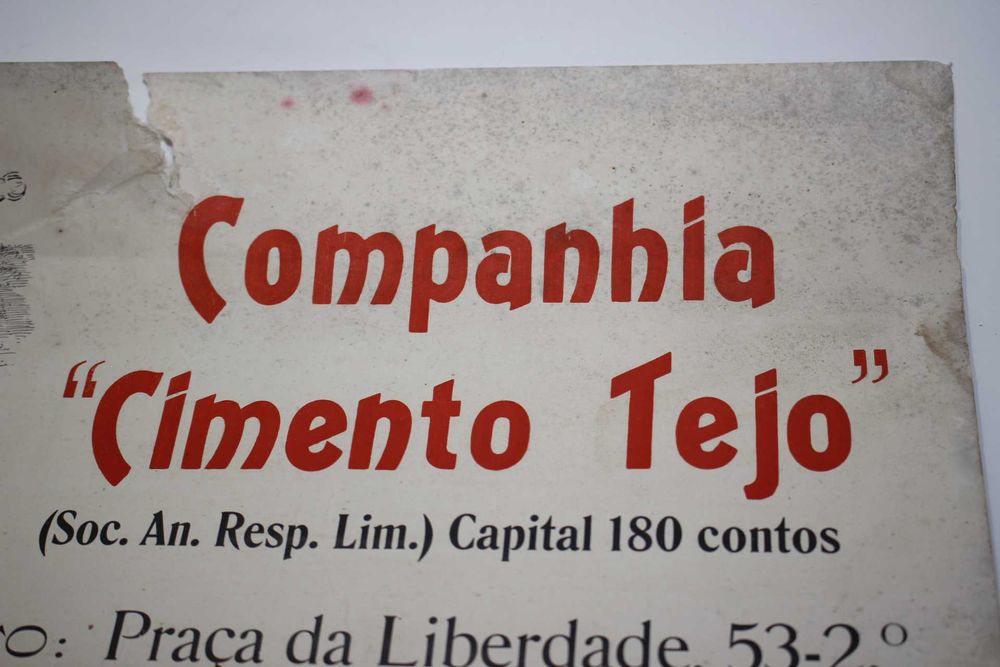 Companhia
“Cimento Tejo”
(Soc. An. Resp. Lim.) Capital 180 contos
Praça da Liberdade, 53-2.º